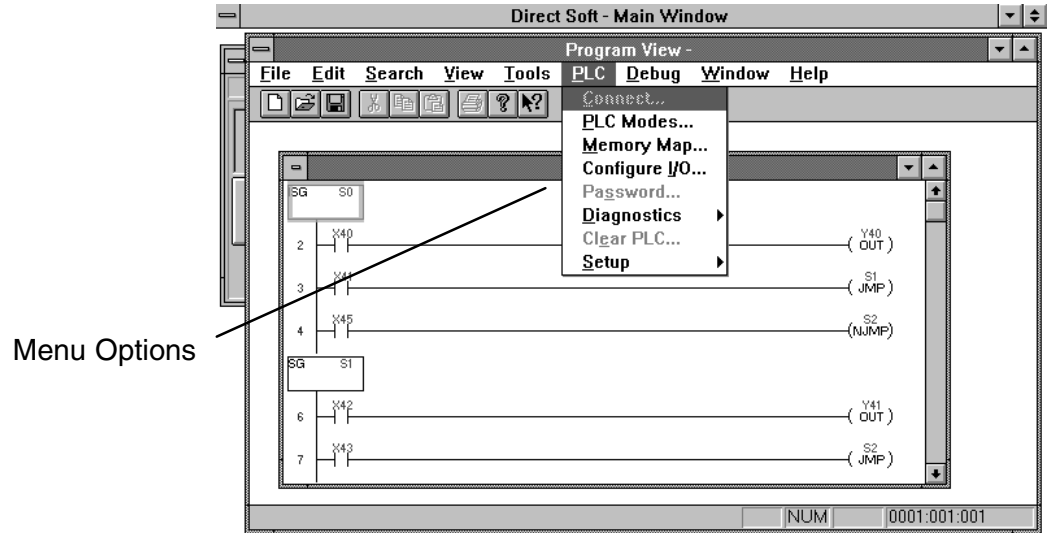 Direct Soft - Main Window
Program View -
File Edit Search View Tools PLC Debug Window Help
Connect...
PLC Modes...
Memory Map...
Configure I/O...
Password...
Diagnostics
Clear PLC...
Setup
SG S0
2 X40 Y40 OUT
3 X41 S1 JMP
4 X45 S2 NJMP
Menu Options
SG S1
6 X42 Y41 OUT
7 X43 S2 JMP
NUM 0001:001:001